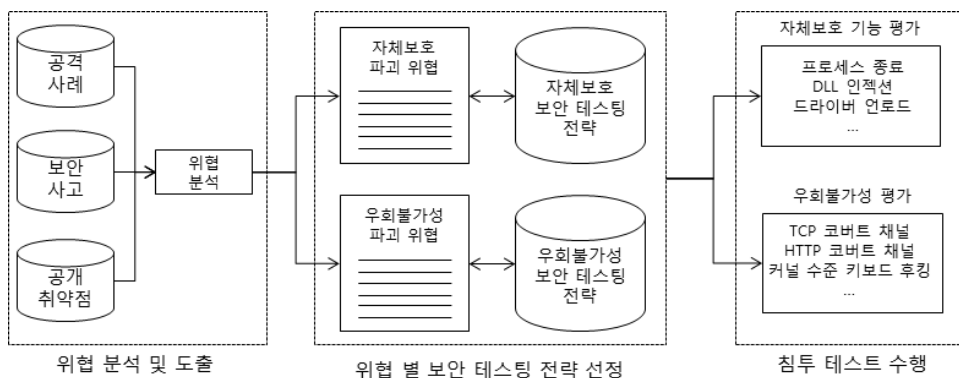 공격
사례
보안
사고
공개
취약점
위협
분석
위협 분석 및 도출
자체보호
파괴 위협
자체보호
보안 테스팅
전략
우회불가성
파괴 위협
우회불가성
보안 테스팅
전략
위협 별 보안 테스팅 전략 선정
자체보호 기능 평가
프로세스 종료
DLL 인젝션
드라이버 언로드
...
우회불가성 평가
TCP 코버트 채널
HTTP 코버트 채널
커널 수준 키보드 후킹
...
침투 테스트 수행